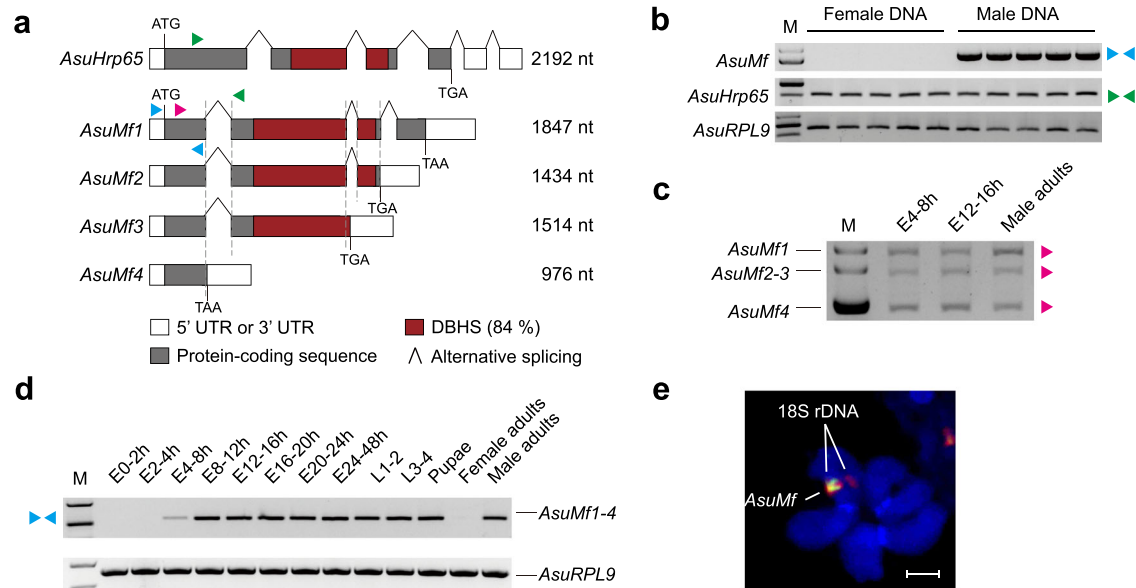 a
ATG
AsuHrp65
2192 nt
TGA
ATG
AsuMf1
1847 nt
TAA
AsuMf2
1434 nt
TGA
AsuMf3
1514 nt
TGA
AsuMf4
976 nt
TAA
5' UTR or 3' UTR
DBHS (84 %)
Protein-coding sequence
Alternative splicing
b
M
Female DNA
Male DNA
AsuMf
AsuHrp65
AsuRPL9
c
M
E4-8h
E12-16h
Male adults
AsuMf1
AsuMf2-3
AsuMf4
d
M
E0-2h
E2-4h
E4-8h
E8-12h
E12-16h
E16-20h
E20-24h
E24-48h
L1-2
L3-4
Pupae
Female adults
Male adults
AsuMf1-4
AsuRPL9
e
18S rDNA
AsuMf